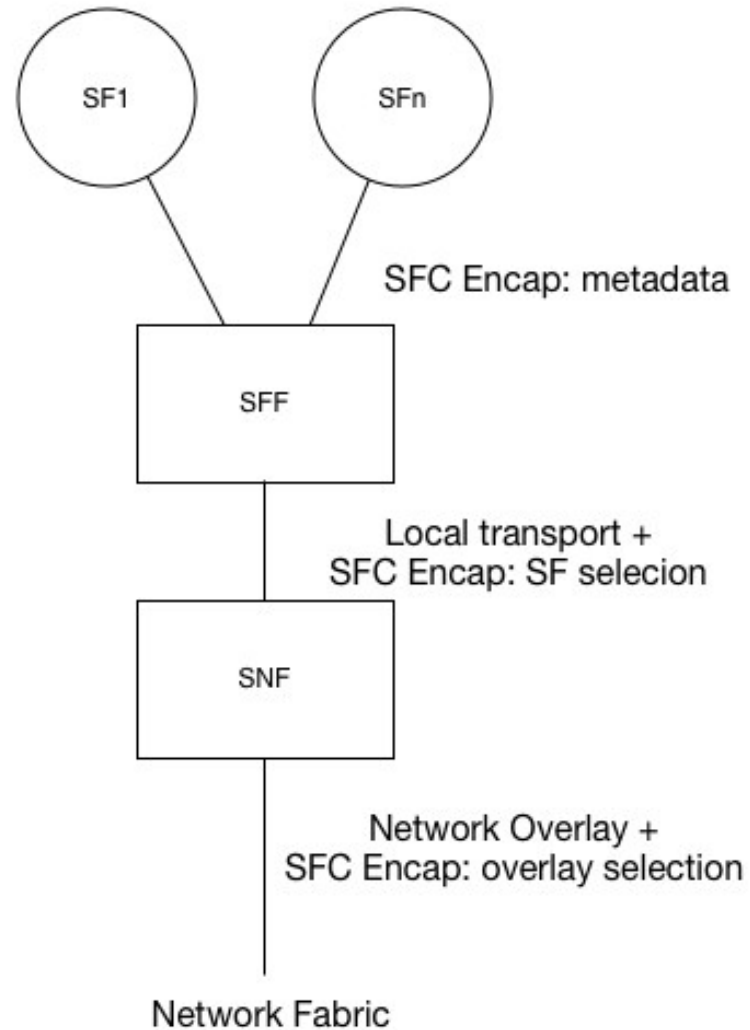 SF1
SFn
SFC Encap: metadata
SFF
Local transport +
SFC Encap: SF selecion
SNF
Network Overlay +
SFC Encap: overlay selection
Network Fabric